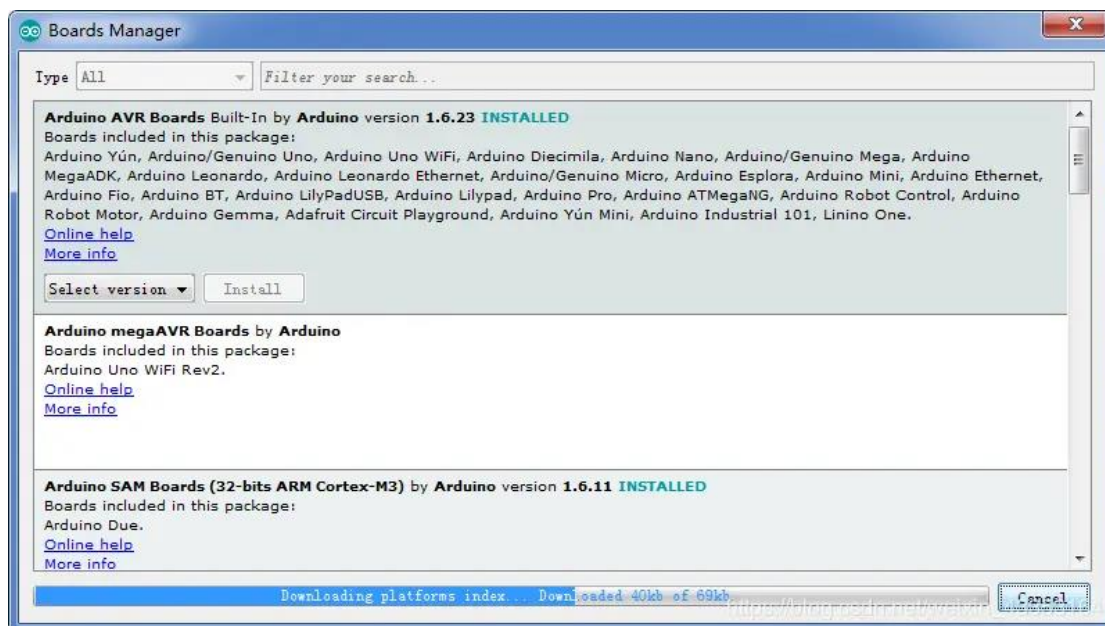 Boards Manager
Type All Filter your search...
Arduino AVR Boards Built-In by Arduino version 1.6.23 INSTALLED
Boards included in this package:
Arduino Yún, Arduino/Genuino Uno, Arduino Uno WiFi, Arduino Diecimila, Arduino Nano, Arduino/Genuino Mega, Arduino
MegaADK, Arduino Leonardo, Arduino Leonardo Ethernet, Arduino/Genuino Micro, Arduino Esplora, Arduino Mini, Arduino Ethernet,
Arduino Fio, Arduino BT, Arduino LilyPadUSB, Arduino Lilypad, Arduino Pro, Arduino ATMegaNG, Arduino Robot Control, Arduino
Robot Motor, Arduino Gemma, Adafruit Circuit Playground, Arduino Yún Mini, Arduino Industrial 101, Linino One.
Online help
More info
Select version Install
Arduino megaAVR Boards by Arduino
Boards included in this package:
Arduino Uno WiFi Rev2.
Online help
More info
Arduino SAM Boards (32-bits ARM Cortex-M3) by Arduino version 1.6.11 INSTALLED
Boards included in this package:
Arduino Due.
Online help
More info
Downloading platforms index... Downloaded 40kb of 69kb Cancel